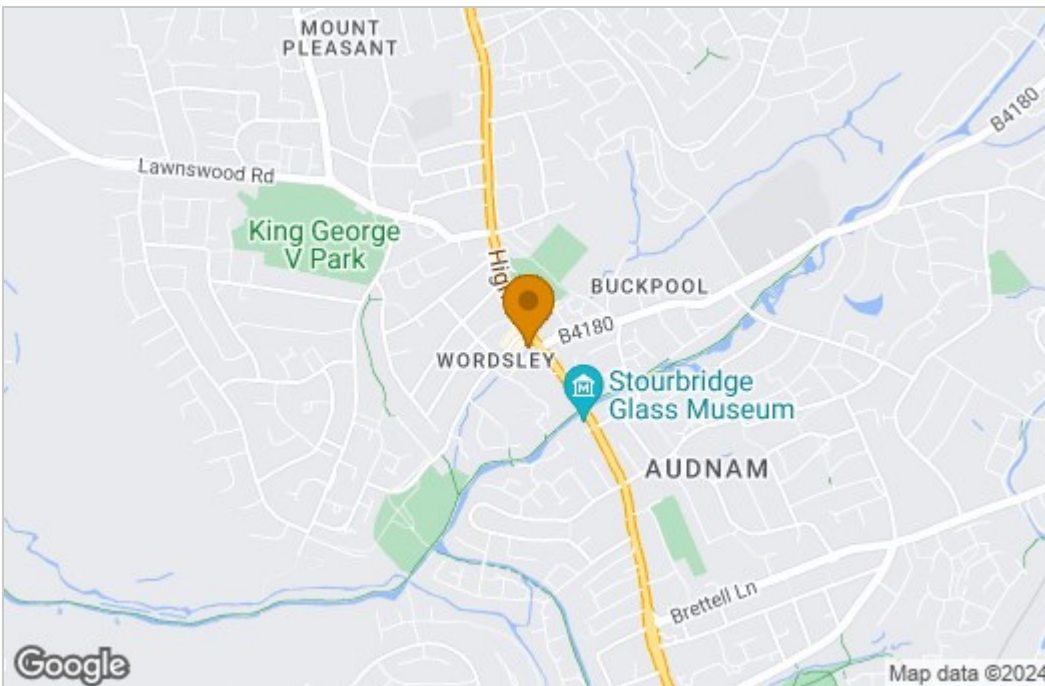 MOUNT
PLEASANT
B4180
Lawnswood Rd
King George
V Park
High
BUCKPOOL
B4180
WORDSLEY
Stourbridge
Glass Museum
M
AUDNAM
Brettell Ln
Google
Map data ©2024